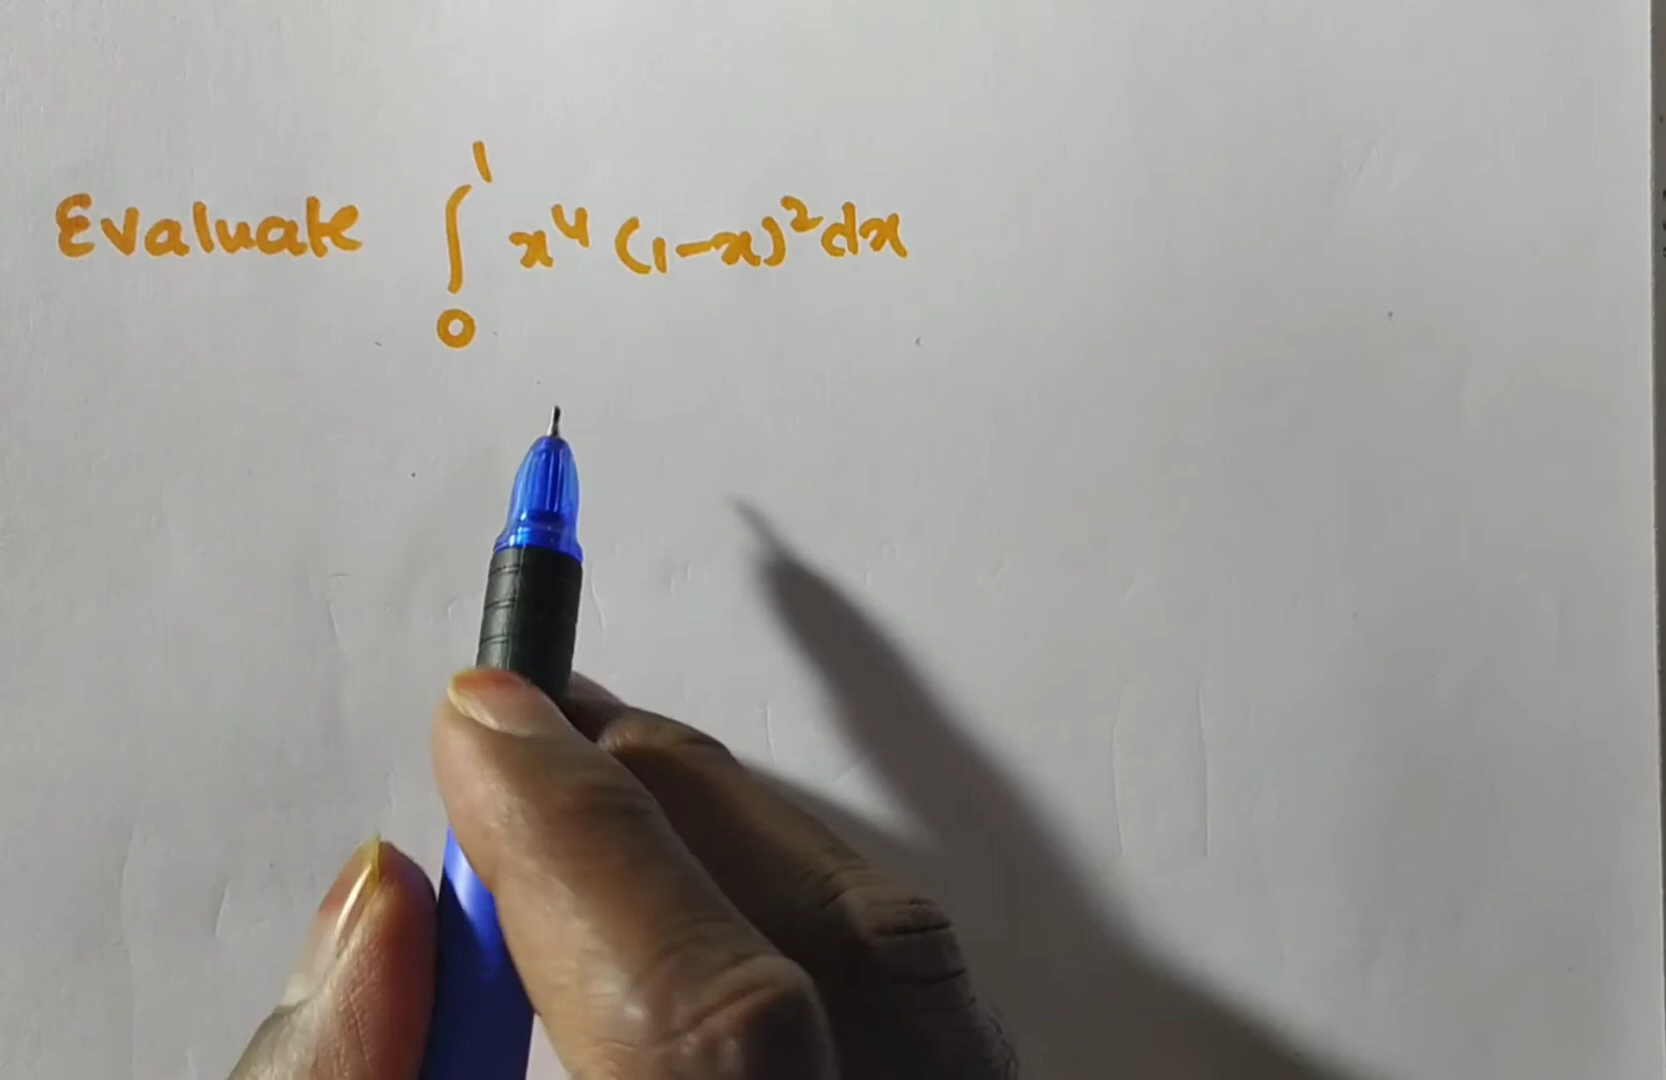 Evaluate ∫₀¹ x⁴ (1-x)² dx